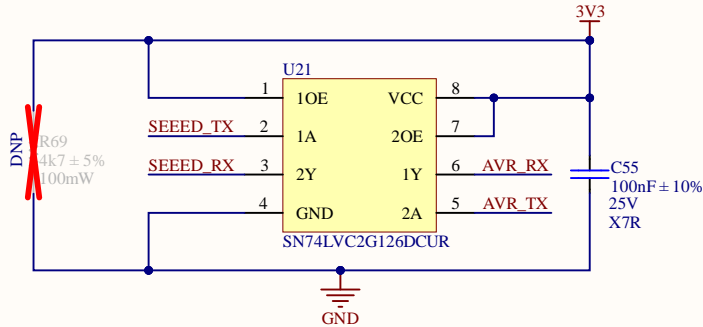 3V3
U21
1
1OE
VCC
8
SEEED_TX
2
1A
2OE
7
DNP
R69
4k7 ± 5%
100mW
SEEED_RX
3
2Y
1Y
6
AVR_RX
C55
100nF ± 10%
25V
X7R
4
GND
2A
5
AVR_TX
SN74LVC2G126DCUR
GND